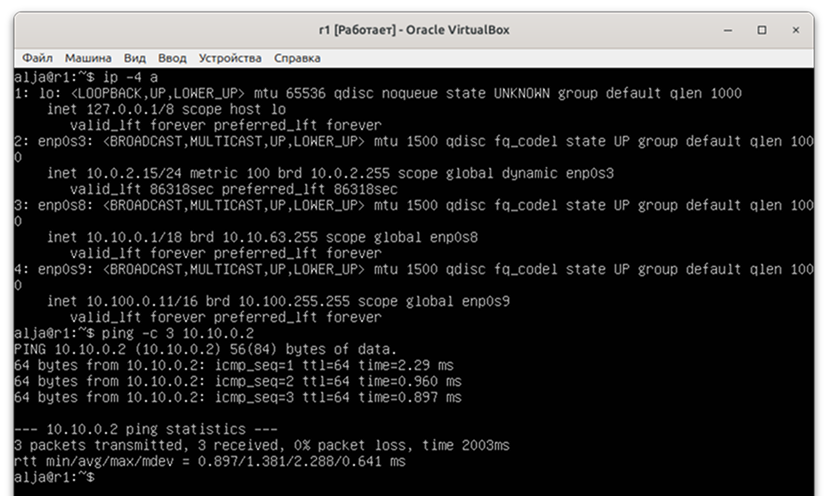 r1 [Работает] - Oracle VirtualBox
Файл Машина Вид Ввод Устройства Справка
alja@r1:~$ ip -4 a
1: lo: <LOOPBACK,UP,LOWER_UP> mtu 65536 qdisc noqueue state UNKNOWN group default qlen 1000
    inet 127.0.0.1/8 scope host lo
       valid_lft forever preferred_lft forever
2: enp0s3: <BROADCAST,MULTICAST,UP,LOWER_UP> mtu 1500 qdisc fq_codel state UP group default qlen 100
0
    inet 10.0.2.15/24 metric 100 brd 10.0.2.255 scope global dynamic enp0s3
       valid_lft 86318sec preferred_lft 86318sec
3: enp0s8: <BROADCAST,MULTICAST,UP,LOWER_UP> mtu 1500 qdisc fq_codel state UP group default qlen 100
0
    inet 10.10.0.1/18 brd 10.10.63.255 scope global enp0s8
       valid_lft forever preferred_lft forever
4: enp0s9: <BROADCAST,MULTICAST,UP,LOWER_UP> mtu 1500 qdisc fq_codel state UP group default qlen 100
0
    inet 10.100.0.11/16 brd 10.100.255.255 scope global enp0s9
       valid_lft forever preferred_lft forever
alja@r1:~$ ping -c 3 10.10.0.2
PING 10.10.0.2 (10.10.0.2) 56(84) bytes of data.
64 bytes from 10.10.0.2: icmp_seq=1 ttl=64 time=2.29 ms
64 bytes from 10.10.0.2: icmp_seq=2 ttl=64 time=0.960 ms
64 bytes from 10.10.0.2: icmp_seq=3 ttl=64 time=0.897 ms
--- 10.10.0.2 ping statistics ---
3 packets transmitted, 3 received, 0% packet loss, time 2003ms
rtt min/avg/max/mdev = 0.897/1.381/2.288/0.641 ms
alja@r1:~$